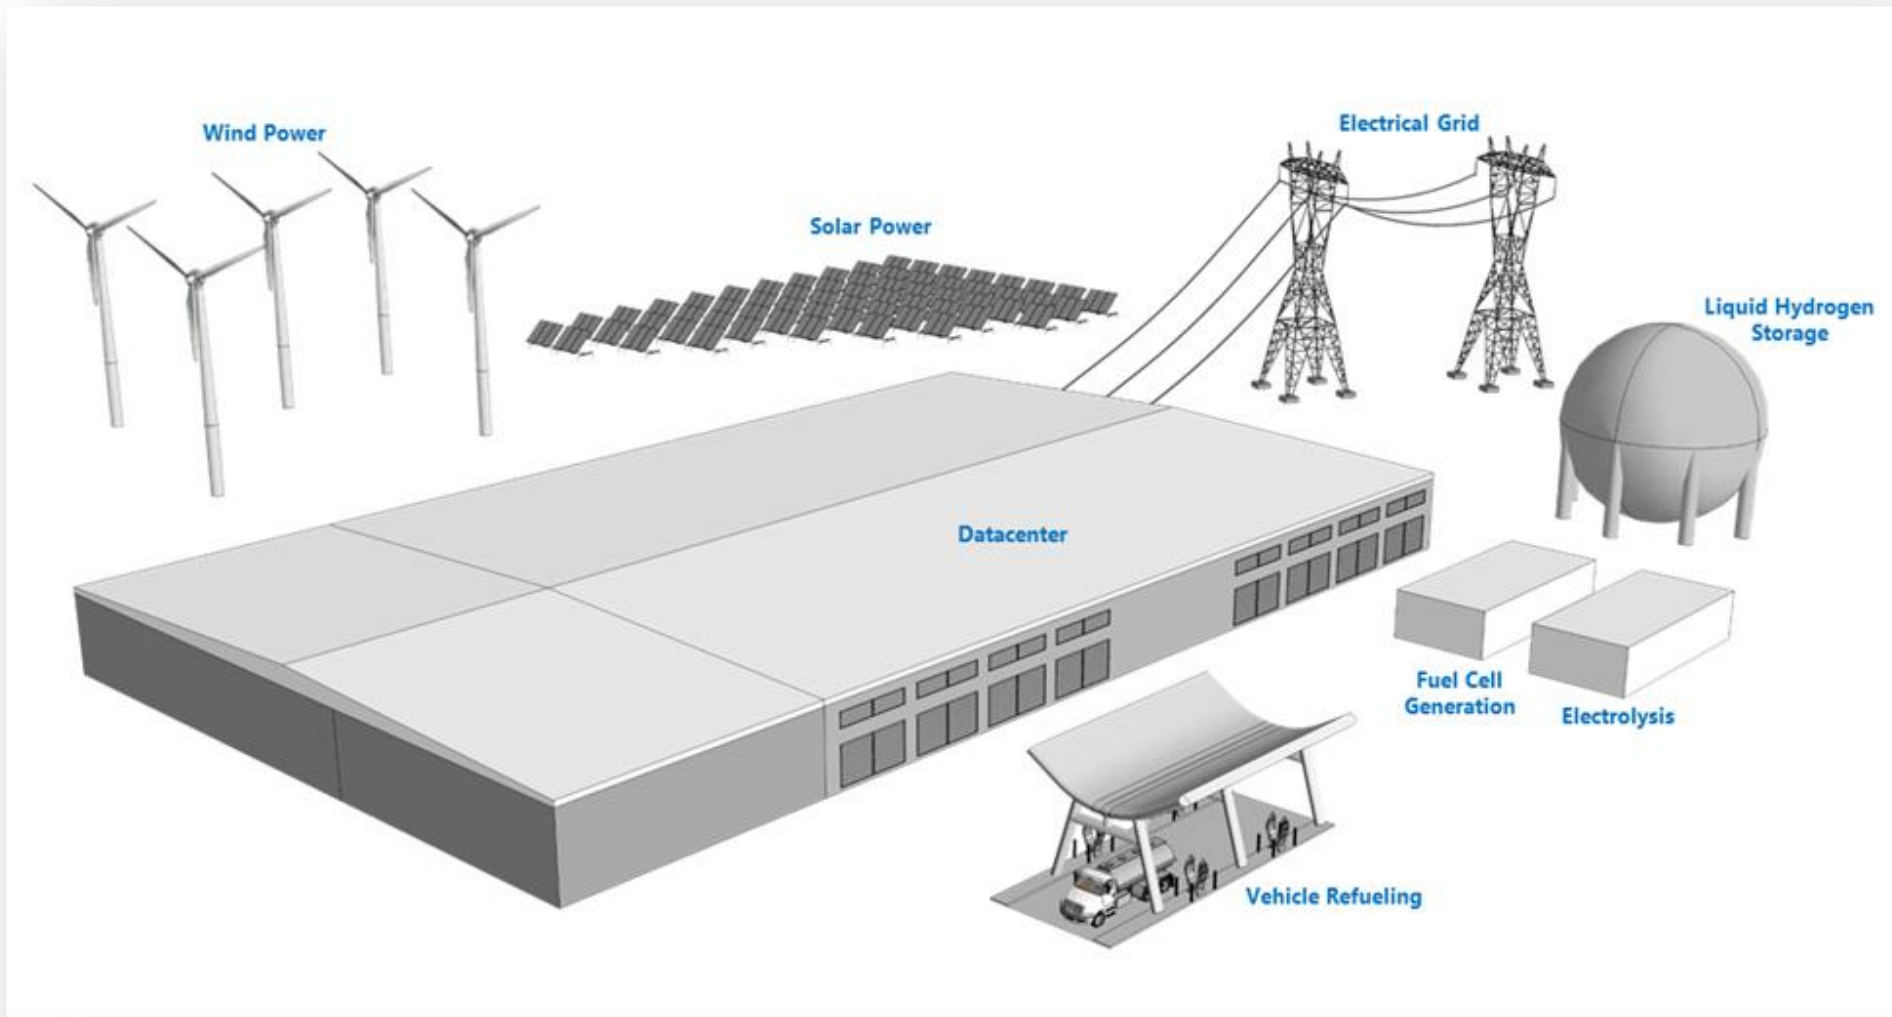 Wind Power
Electrical Grid
Solar Power
Liquid Hydrogen
Storage
Datacenter
Fuel Cell
Generation
Electrolysis
Vehicle Refueling